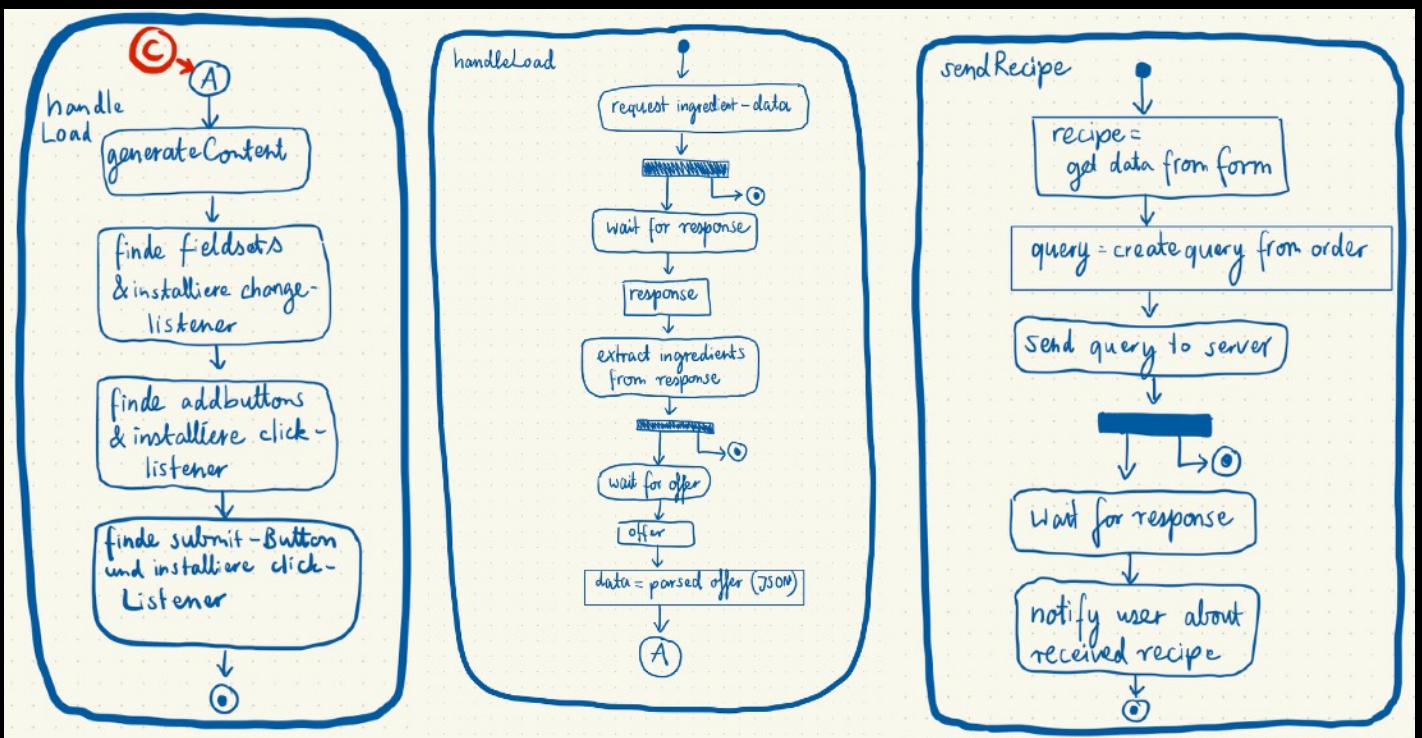 C
A
handle
Load
generateContent
finde fieldsets
& installiere change-
listener
finde addbuttons
& installiere click-
listener
finde submit-Button
und installiere click-
Listener
handleLoad
request ingredient-data
wait for response
response
extract ingredients
from response
wait for offer
offer
data = parsed offer (JSON)
A
sendRecipe
recipe=
get data from form
query = create query from order
send query to server
Wait for response
notify user about
received recipe